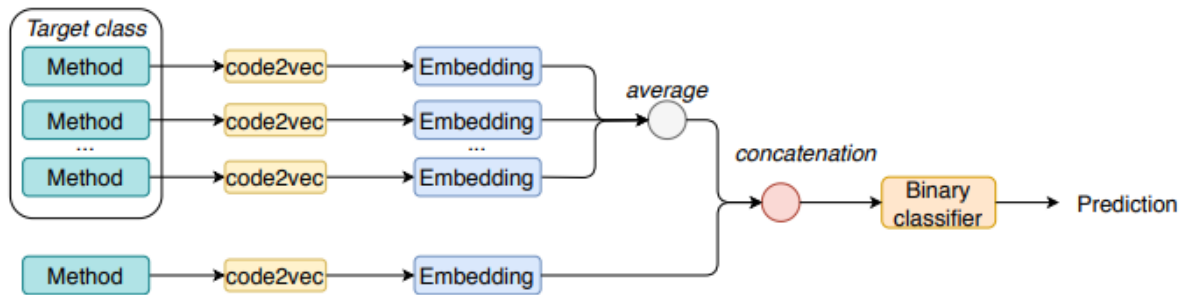 Target class
Method
code2vec
Embedding
average
Method
code2vec
Embedding
...
...
Method
code2vec
Embedding
concatenation
Binary
classifier
Prediction
Method
code2vec
Embedding